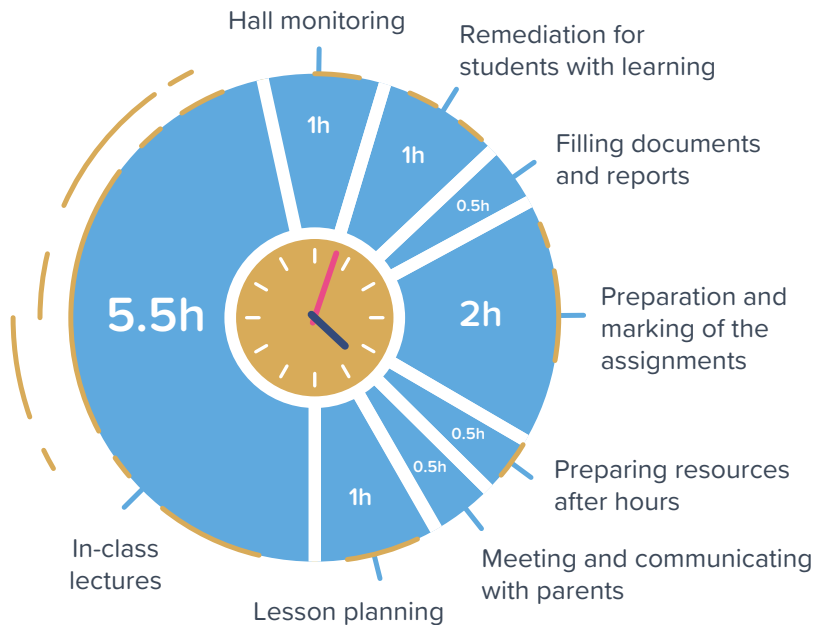 Hall monitoring
1h
Remediation for
students with learning
1h
Filling documents
and reports
0.5h
Preparation and
marking of the
assignments
2h
Preparing resources
after hours
0.5h
Meeting and communicating
with parents
0.5h
Lesson planning
1h
In-class
lectures
5.5h